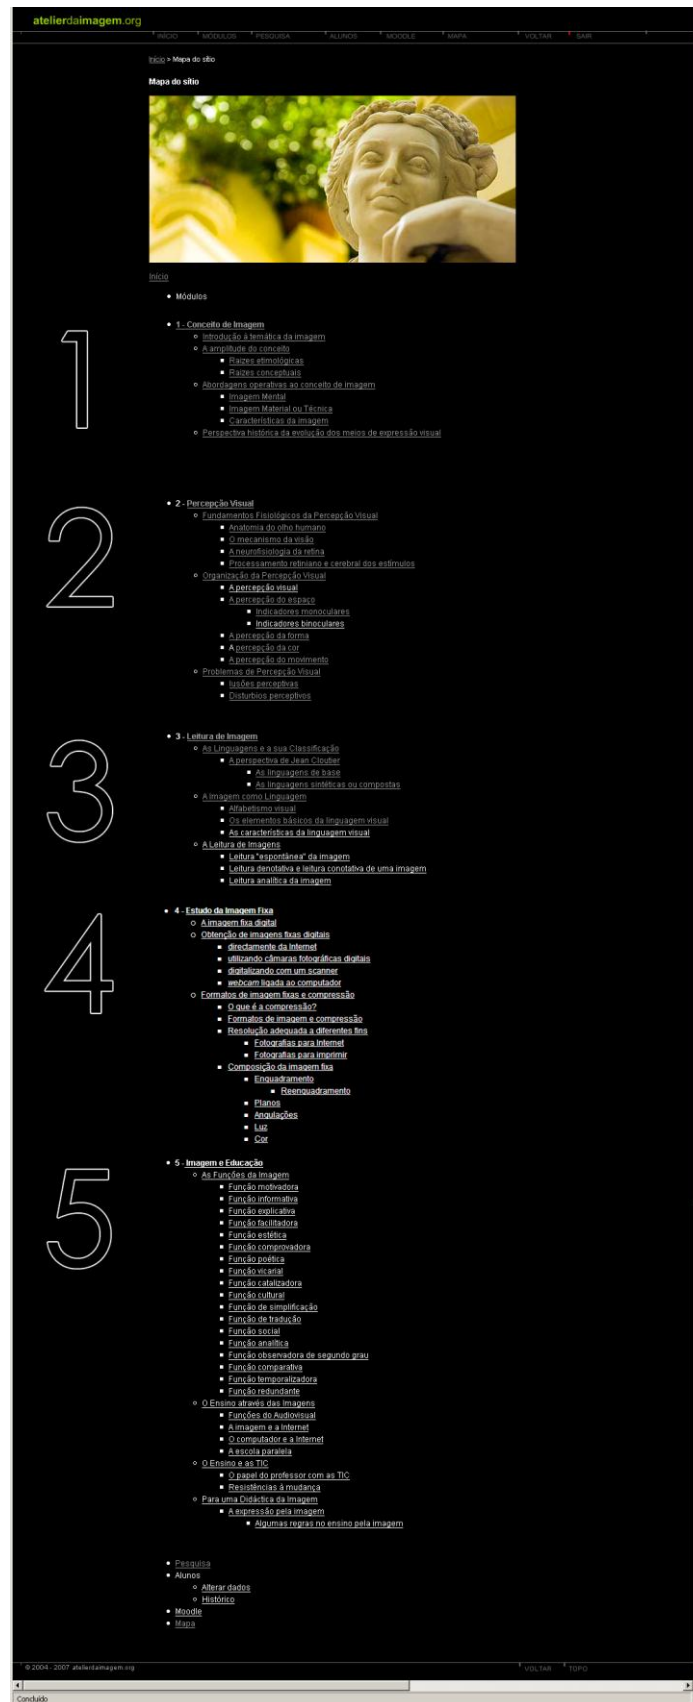 atelierdaimagem.org
INÍCIO MÓDULOS PESQUISA ALUNOS MOODLE MAPA VOLTAR SAIR
Início > Mapa do sítio
Mapa do sítio
Início
Módulos
1
1 - Conceito de Imagem
Introdução á temática da imagem
A amplitude do conceito
Raizes etimológicas
Raizes conceptuais
Abordagens operativas ao conceito de imagem
Imagem Mental
Imagem Material ou Técnica
Características da imagem
Perspectiva histórica da evolução dos meios de expressão visual
2
2 - Percepção Visual
Fundamentos Fisiológicos da Percepção Visual
Anatomia do olho humano
O mecanismo da visão
A neurofisiologia da retina
Processamento retiniano e cerebral dos estímulos
Organização da Percepção Visual
A percepção visual
A percepção do espaço
Indicadores monoculares
Indicadores binoculares
A percepção da forma
A percepção da cor
A percepção do movimento
Problemas de Percepção Visual
Iusões perceptivas
Disturbios perceptivos
3
3 - Leitura de Imagem
As Linguagens e a sua Classificação
A perspectiva de Jean Cloutier
As linguagens de base
As linguagens sintéticas ou compostas
A Imagem como Linguagem
Alfabetismo visual
Os elementos básicos da linguagem visual
As características da linguagem visual
A Leitura de Imagens
Leitura "espontânea" da imagem
Leitura denotativa e leitura conotativa de uma imagem
Leitura analítica da imagem
4
4 - Estudo da Imagem Fixa
A imagem fixa digital
Obtenção de imagens fixas digitais
directamente da Internet
utilizando câmaras fotográficas digitais
digitalizando com um scanner
webcam ligada ao computador
Formatos de imagem fixas e compressão
O que é a compressão?
Formatos de imagem e compressão
Resolução adequada a diferentes fins
Fotografias para Internet
Fotografias para imprimir
Composição da imagem fixa
Enquadramento
Reenquadramento
Planos
Angulações
Luz
Cor
5
5 - Imagem e Educação
As Funções da Imagem
Função motivadora
Função informativa
Função explicativa
Função facilitadora
Função estética
Função comprovadora
Função poética
Função vicarial
Função catalizadora
Função cultural
Função de simplificação
Função de tradução
Função social
Função analítica
Função observadora de segundo grau
Função comparativa
Função temporalizadora
Função redundante
O Ensino através das Imagens
Funções do Audiovisual
A imagem e a Internet
O computador e a Internet
A escola paralela
O Ensino e as TIC
O papel do professor com as TIC
Resistências à mudança
Para uma Didáctica da Imagem
A expressão pela imagem
Algumas regras no ensino pela imagem
Pesquisa
Alunos
Alterar dados
Histórico
Moodle
Mapa
© 2004 - 2007 atelierdaimagem.org VOLTAR TOPO
Concluído